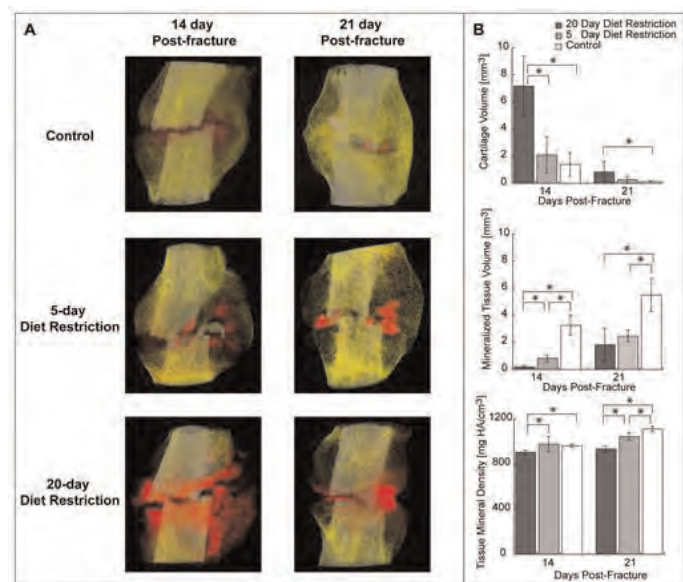 A
14 day
Post-fracture
21 day
Post-fracture
Control
5-day
Diet Restriction
20-day
Diet Restriction
B
20 Day Diet Restriction
5 Day Diet Restriction
Control
Cartilage Volume [mm³]
8
6
4
2
0
*
*
*
14
21
Days Post-Fracture
Mineralized Tissue Volume [mm³]
10
8
6
4
2
0
*
*
*
*
*
14
21
Days Post-Fracture
Tissue Mineral Density [mg HA/cm³]
1200
800
400
0
*
*
*
*
*
14
21
Days Post-Fracture